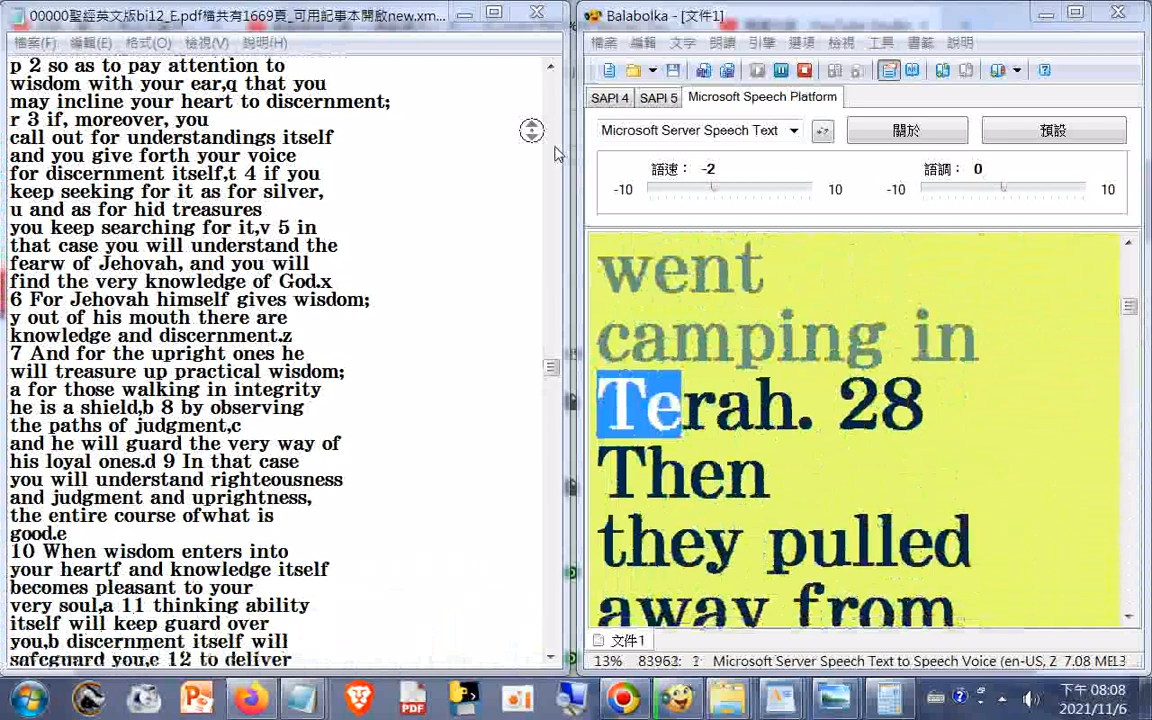 00000聖經英文版bi12_E.pdf檔共有1669頁_可用記事本開啟new.xm...
檔案(F) 編輯(E) 格式(O) 檢視(V) 說明(H)
p 2 so as to pay attention to
wisdom with your ear,q that you
may incline your heart to discernment;
r 3 if, moreover, you
call out for understandings itself
and you give forth your voice
for discernment itself,t 4 if you
keep seeking for it as for silver,
u and as for hid treasures
you keep searching for it,v 5 in
that case you will understand the
fearw of Jehovah, and you will
find the very knowledge of God.x
6 For Jehovah himself gives wisdom;
y out of his mouth there are
knowledge and discernment.z
7 And for the upright ones he
will treasure up practical wisdom;
a for those walking in integrity
he is a shield,b 8 by observing
the paths of judgment,c
and he will guard the very way of
his loyal ones.d 9 In that case
you will understand righteousness
and judgment and uprightness,
the entire course ofwhat is
good.e
10 When wisdom enters into
your heartf and knowledge itself
becomes pleasant to your
very soul,a 11 thinking ability
itself will keep guard over
you,b discernment itself will
safcguard you,c 12 to deliver
Balabolka - [文件1]
檔案 編輯 文字 朗讀 引擎 選項 檢視 工具 書籤 說明
SAPI 4 SAPI 5 Microsoft Speech Platform
Microsoft Server Speech Text 關於 預設
語速： -2 語調： 0
-10 10 -10 10
went
camping in
Terah. 28
Then
they pulled
away from
文件1
13% 83962: ? Microsoft Server Speech Text to Speech Voice (en-US, Z 7.08 МЕЗ
PDF
下午 08:08
2021/11/6